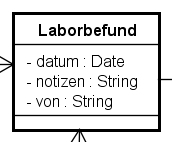 Laborbefund
- datum : Date
- notizen : String
- von : String